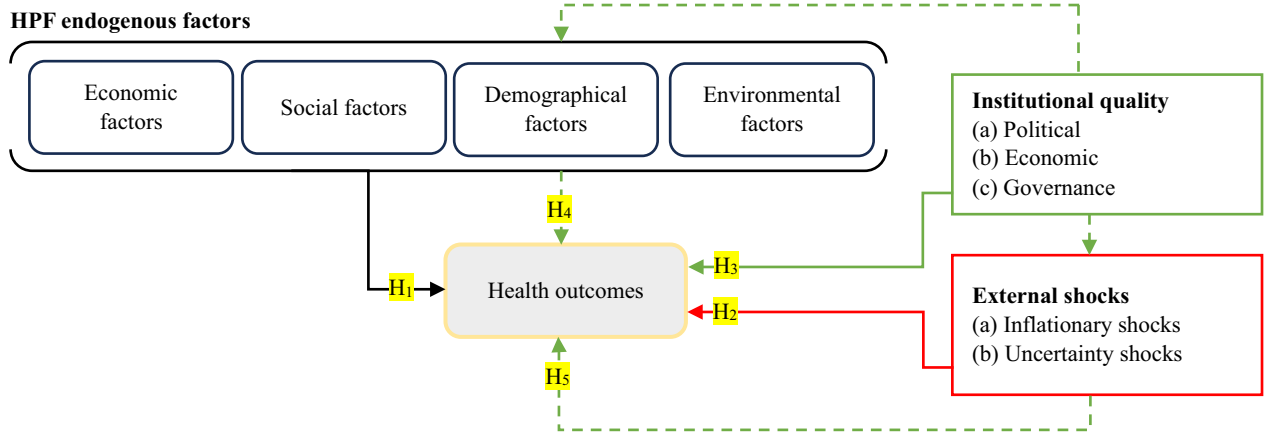 HPF endogenous factors
Economic
factors
Social factors
Demographical
factors
Environmental
factors
Institutional quality
(a) Political
(b) Economic
(c) Governance
H4
H3
H1
Health outcomes
H2
External shocks
(a) Inflationary shocks
(b) Uncertainty shocks
H5